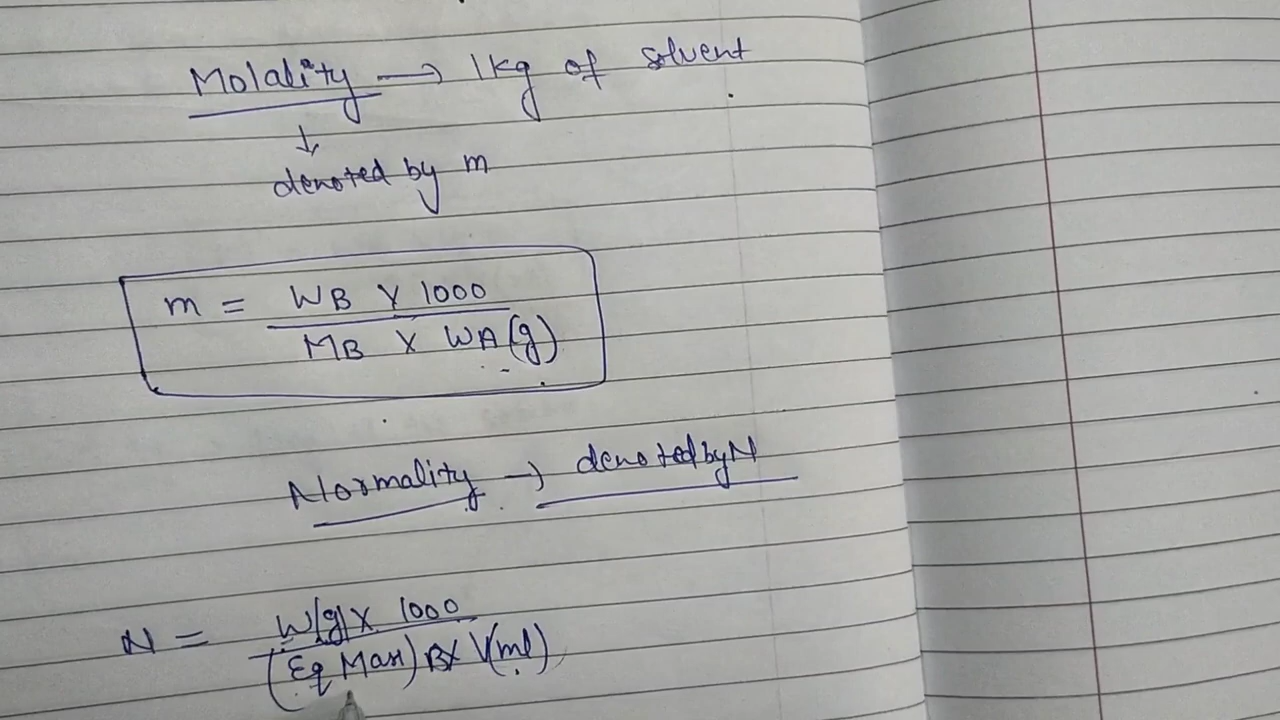 Molality → 1kg of solvent
↓
denoted by m
m = WB X 1000
MB X WA(g)
Normality → denoted by N
N = W(g) X 1000
(Eq Mass) B X V(ml)